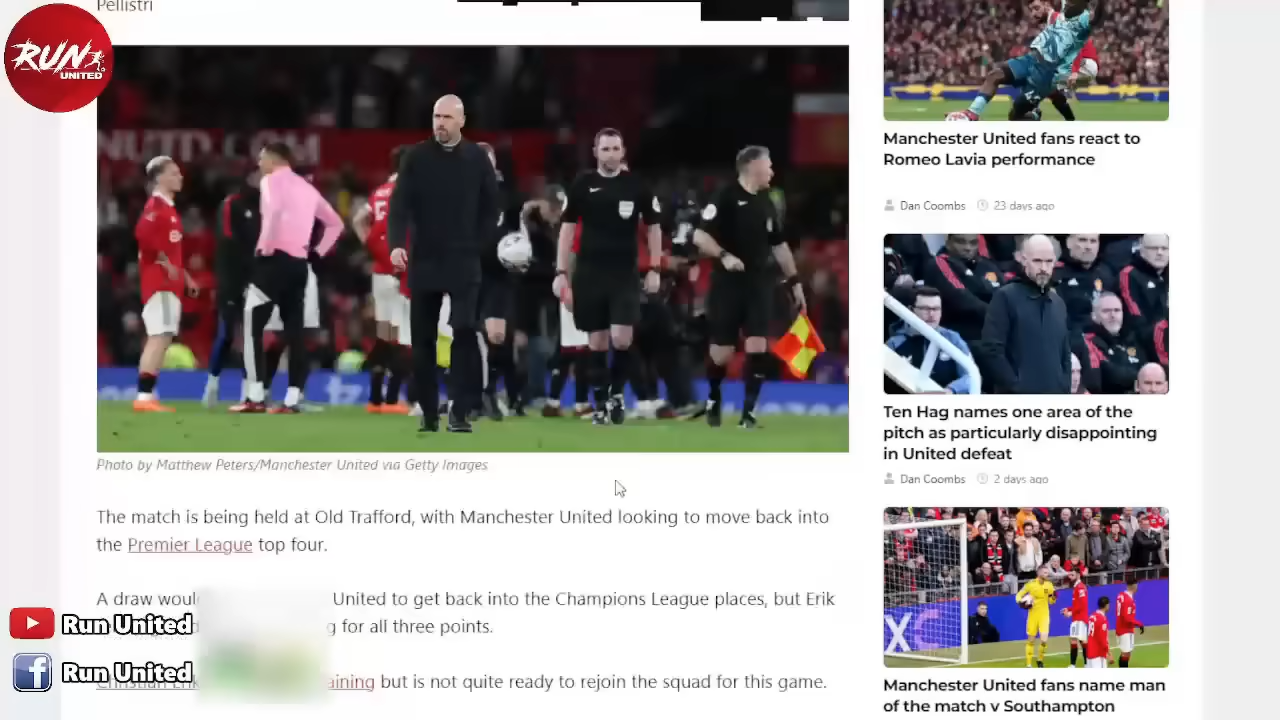 Pellistri
RUN
UNITED
NUTD.COM
Photo by Matthew Peters/Manchester United via Getty Images
The match is being held at Old Trafford, with Manchester United looking to move back into
the Premier League top four.
A draw would United to get back into the Champions League places, but Erik
g for all three points.
but is not quite ready to rejoin the squad for this game.
Run United
Run United
Manchester United fans react to
Romeo Lavia performance
Dan Coombs 23 days ago
Ten Hag names one area of the
pitch as particularly disappointing
in United defeat
Dan Coombs 2 days ago
XC
Manchester United fans name man
of the match v Southampton